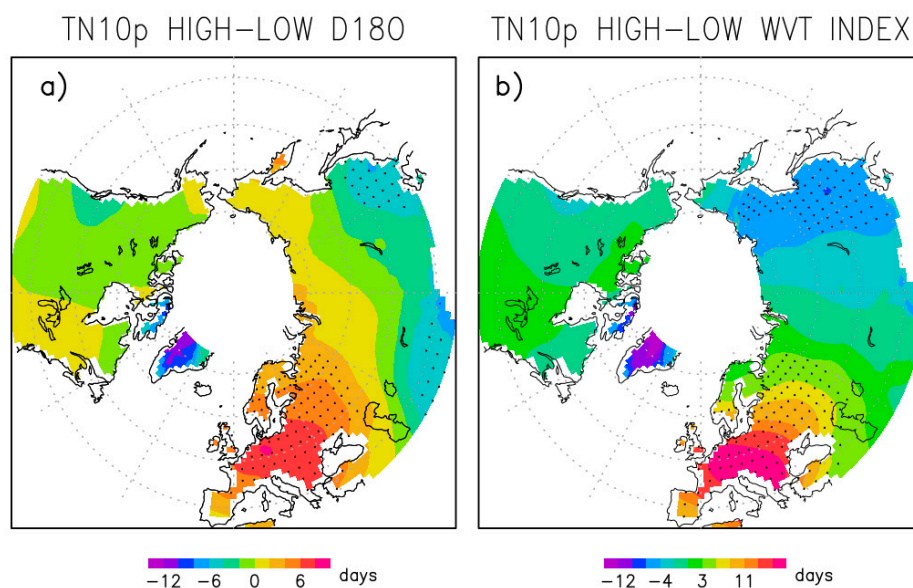 TN10p HIGH-LOW D18O
TN10p HIGH-LOW WVT INDEX
a)
b)
-12 -6 0 6 days
-12 -4 3 11 days